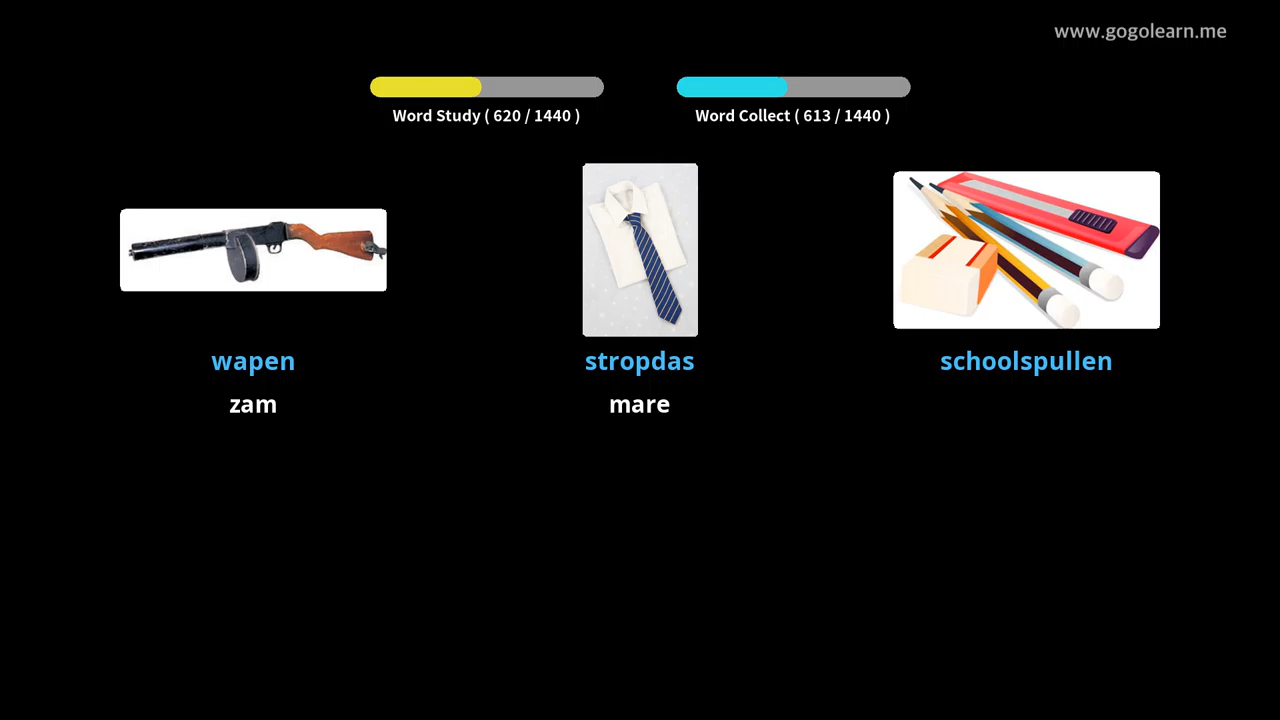 www.gogolearn.me
Word Study ( 620 / 1440 )
Word Collect ( 613 / 1440 )
wapen
stropdas
schoolspullen
zam
mare